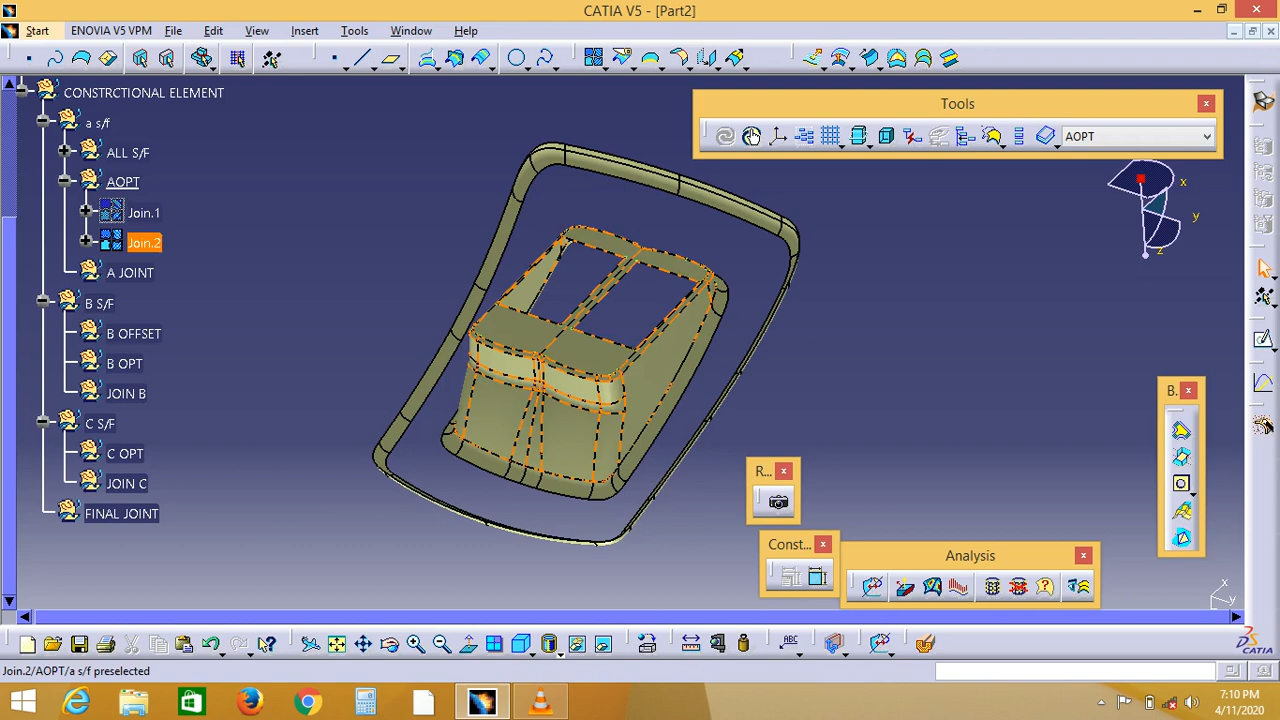 CATIA V5 - [Part2]
Start ENOVIA V5 VPM File Edit View Insert Tools Window Help
CONSTRCTIONAL ELEMENT
a s/f
ALL S/F
AOPT
Join.1
Join.2
A JOINT
B S/F
B OFFSET
B OPT
JOIN B
C S/F
C OPT
JOIN C
FINAL JOINT
Tools
AOPT
x
y
z
B.
R...
Const...
Analysis
x
y
ABC
CATIA
Join.2/AOPT/a s/f preselected
7:10 PM
4/11/2020